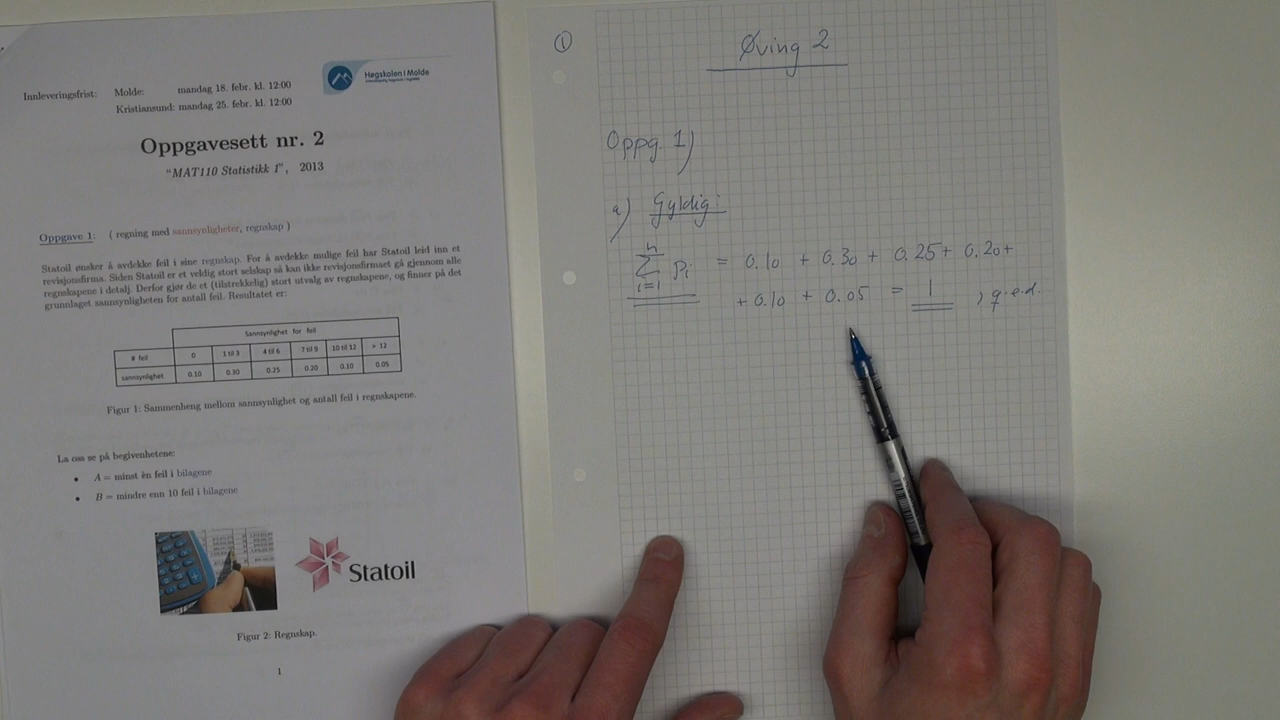 Innleveringsfrist: Molde: mandag 18. febr. kl. 12:00
Kristiansund: mandag 25. febr. kl. 12:00
Høgskolen i Molde
Oppgavesett nr. 2
"MAT110 Statistikk 1", 2013
Oppgave 1: ( regning med sannsynligheter, regnskap )
Statoil ønsker å avdekke feil i sine regnskap. For å avdekke mulige feil har Statoil leid inn et
revisjonsfirma. Siden Statoil er et veldig stort selskap så kan ikke revisjonsfirmaet gå gjennom alle
regnskapene i detalj. Derfor gjør de et (tilstrekkelig) stort utvalg av regnskapene, og finner på det
grunnlaget sannsynligheten for antall feil. Resultatet er:
Sannsynlighet for feil
# feil 0 1 til 3 4 til 6 7 til 9 10 til 12 > 12
sannsynlighet 0.10 0.30 0.25 0.20 0.10 0.05
Figur 1: Sammenheng mellom sannsynlighet og antall feil i regnskapene.
La oss se på begivenhetene:
• A = minst èn feil i bilagene
• B = mindre enn 10 feil i bilagene
Statoil
Figur 2: Regnskap.
1
①
Øving 2
Oppg. 1)
a) Gyldig:
n
∑ pi = 0.10 + 0.30 + 0.25 + 0.20 +
i=1
+ 0.10 + 0.05 = 1 , q.e.d.